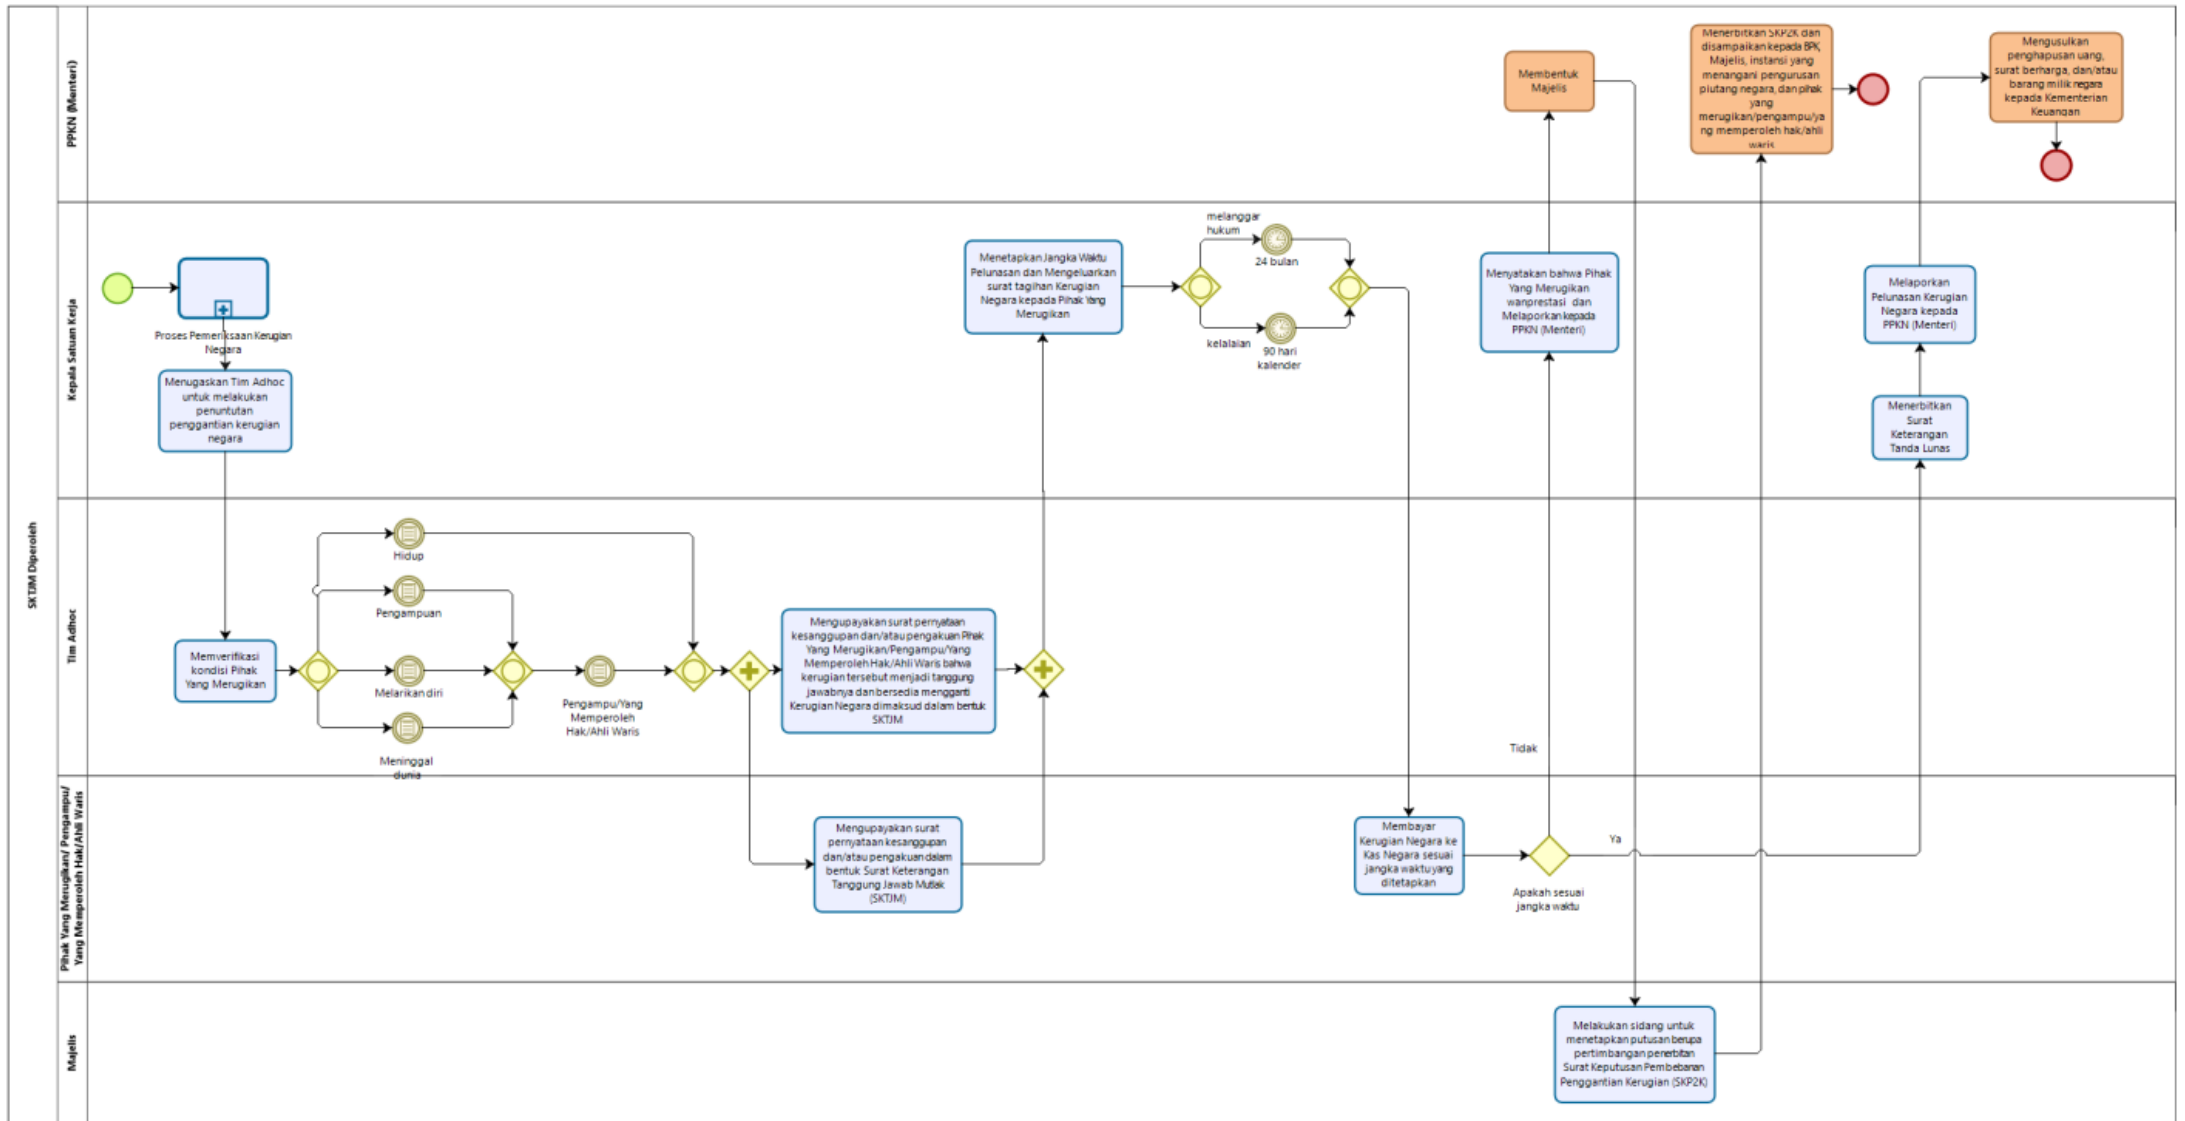 SKTJM Diperoleh
PPKN (Menteri)
Membentuk
Majelis
Menerbitkan SKP2K dan
disampaikan kepada BPK,
Majelis, instansi yang
menangani pengurusan
piutang negara, dan pihak
yang
merugikan/pengampu/ya
ng memperoleh hak/ahli
waris
Mengusulkan
penghapusan uang,
surat berharga, dan/atau
barang milik negara
kepada Kementerian
Keuangan
Kepala Satuan Kerja
Proses Pemeriksaan Kerugian
Negara
Menugaskan Tim Adhoc
untuk melakukan
penuntutan
penggantian kerugian
negara
Menetapkan Jangka Waktu
Pelunasan dan Mengeluarkan
surat tagihan Kerugian
Negara kepada Pihak Yang
Merugikan
melanggar
hukum
24 bulan
kelalaian
90 hari
kalender
Menyatakan bahwa Pihak
Yang Merugikan
wanprestasi dan
Melaporkan kepada
PPKN (Menteri)
Melaporkan
Pelunasan Kerugian
Negara kepada
PPKN (Menteri)
Menerbitkan
Surat
Keterangan
Tanda Lunas
Tim Adhoc
Memverifikasi
kondisi Pihak
Yang Merugikan
Hidup
Pengampuan
Melarikan diri
Meninggal
dunia
Pengampu/Yang
Memperoleh
Hak/Ahli Waris
Mengupayakan surat pernyataan
kesanggupan dan/atau pengakuan Pihak
Yang Merugikan/Pengampu/Yang
Memperoleh Hak/Ahli Waris bahwa
kerugian tersebut menjadi tanggung
jawabnya dan bersedia mengganti
Kerugian Negara dimaksud dalam bentuk
SKTJM
Tidak
Pihak Yang Merugikan/ Pengampu/
Yang Memperoleh Hak/Ahli Waris
Mengupayakan surat
pernyataan kesanggupan
dan/atau pengakuan dalam
bentuk Surat Keterangan
Tanggung Jawab Mutlak
(SKTJM)
Membayar
Kerugian Negara ke
Kas Negara sesuai
jangka waktu yang
ditetapkan
Apakah sesuai
jangka waktu
Ya
Majelis
Melakukan sidang untuk
menetapkan putusan berupa
pertimbangan penerbitan
Surat Keputusan Pembebanan
Penggantian Kerugian (SKP2K)